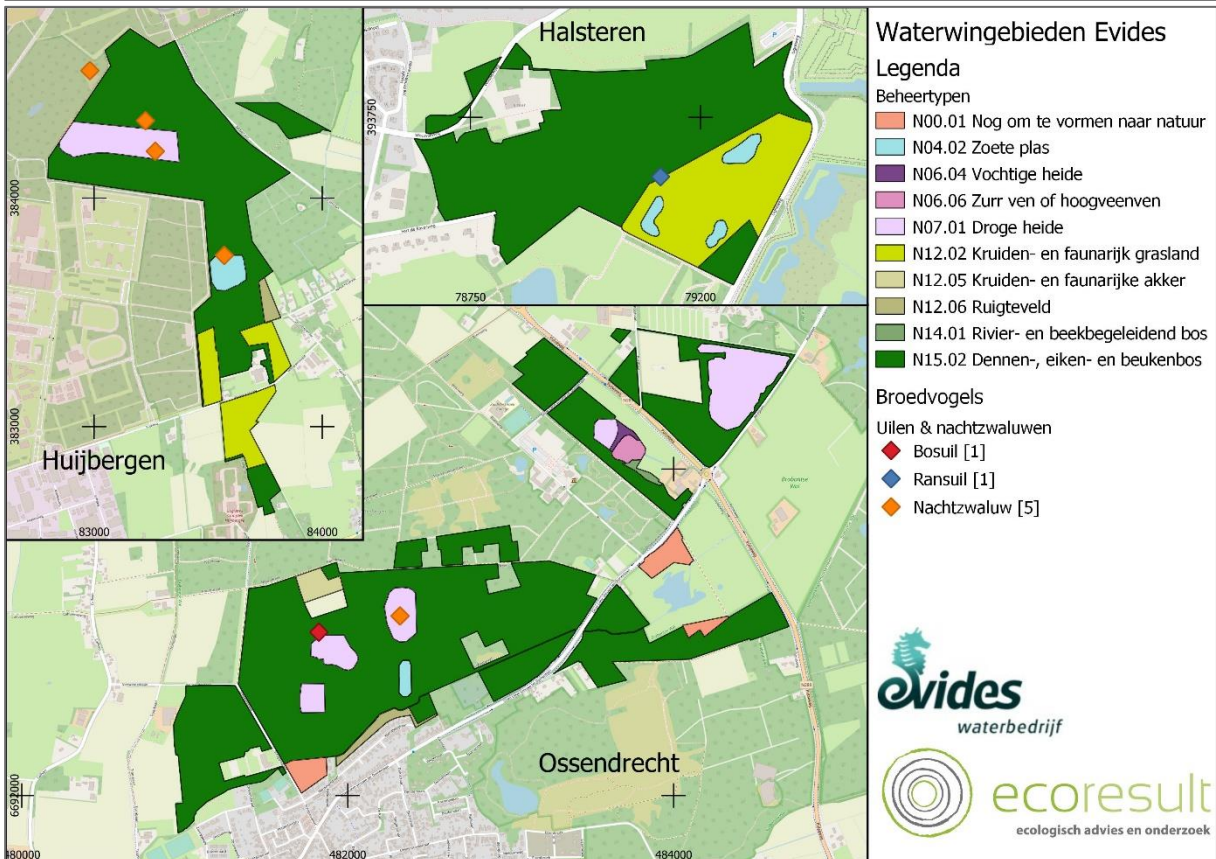 Halsteren
393750
78750
79200
384000
383000
Huijbergen
83000
84000
Ossendrecht
6692000
480000
482000
484000
Waterwingebieden Evides
Legenda
Beheertypen
N00.01 Nog om te vormen naar natuur
N04.02 Zoete plas
N06.04 Vochtige heide
N06.06 Zurr ven of hoogveenven
N07.01 Droge heide
N12.02 Kruiden- en faunarijk grasland
N12.05 Kruiden- en faunarijke akker
N12.06 Ruigteveld
N14.01 Rivier- en beekbegeleidend bos
N15.02 Dennen-, eiken- en beukenbos
Broedvogels
Uilen & nachtzwaluwen
Bosuil [1]
Ransuil [1]
Nachtzwaluw [5]
evides
waterbedrijf
ecoresult
ecologisch advies en onderzoek